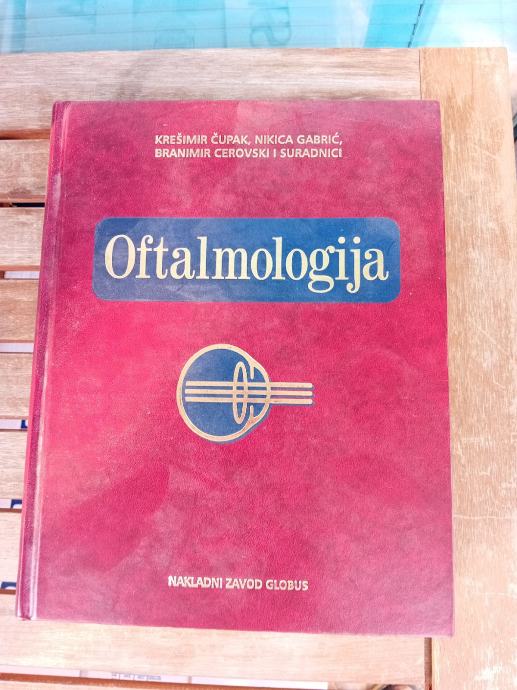 KREŠIMIR ČUPAK, NIKICA GABRIĆ,
BRANIMIR CEROVSKI I SURADNICI
Oftalmologija
NAKLADNI ZAVOD GLOBUS